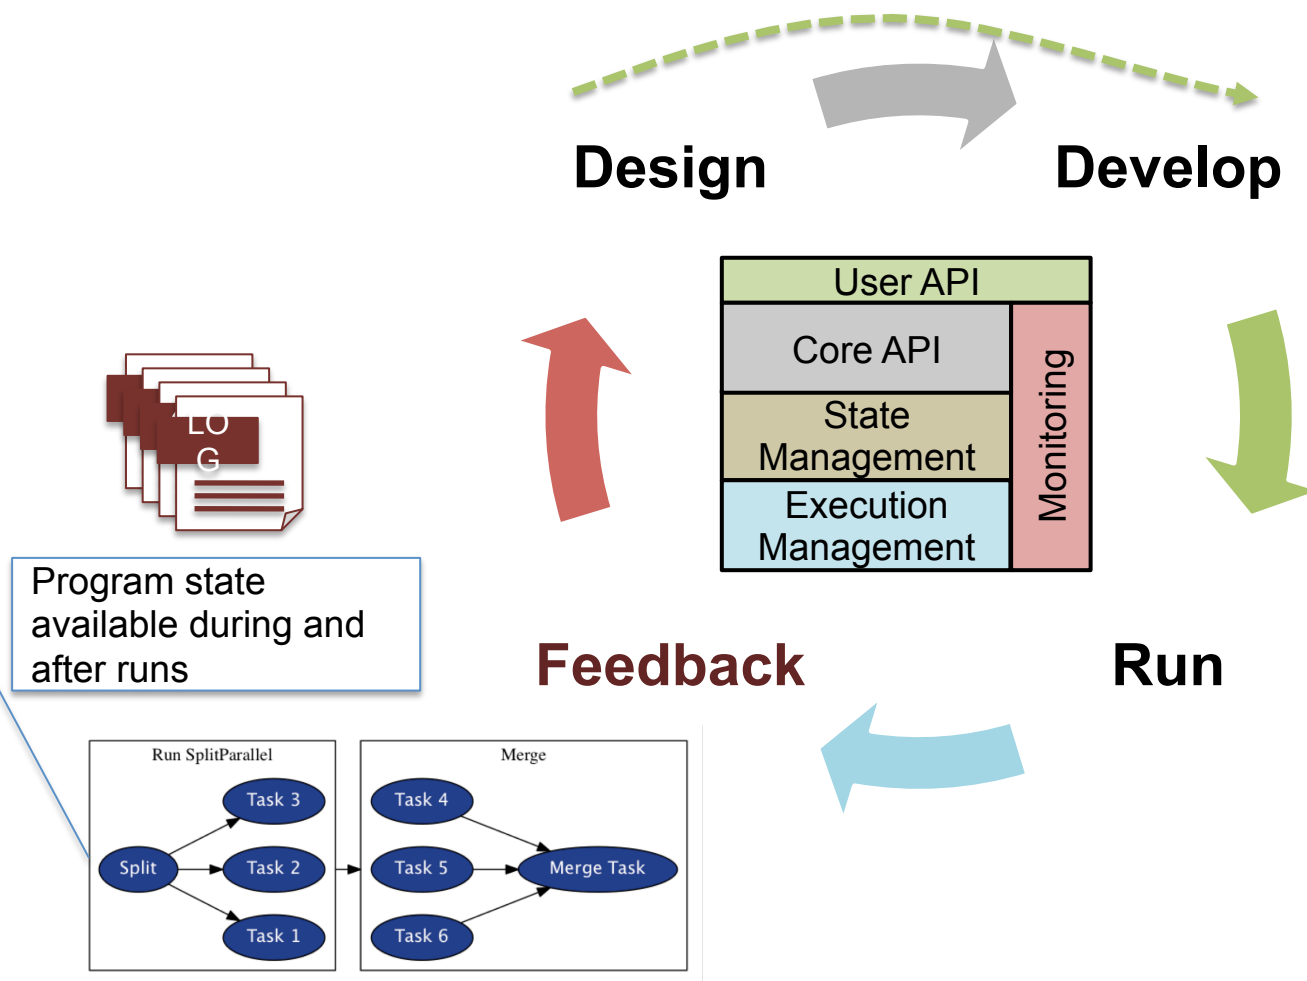 Design
Develop
User API
Core API
State
Management
Execution
Management
Monitoring
LO
G
Program state
available during and
after runs
Feedback
Run
Run SplitParallel
Merge
Task 3
Task 4
Split
Task 2
Task 5
Merge Task
Task 1
Task 6